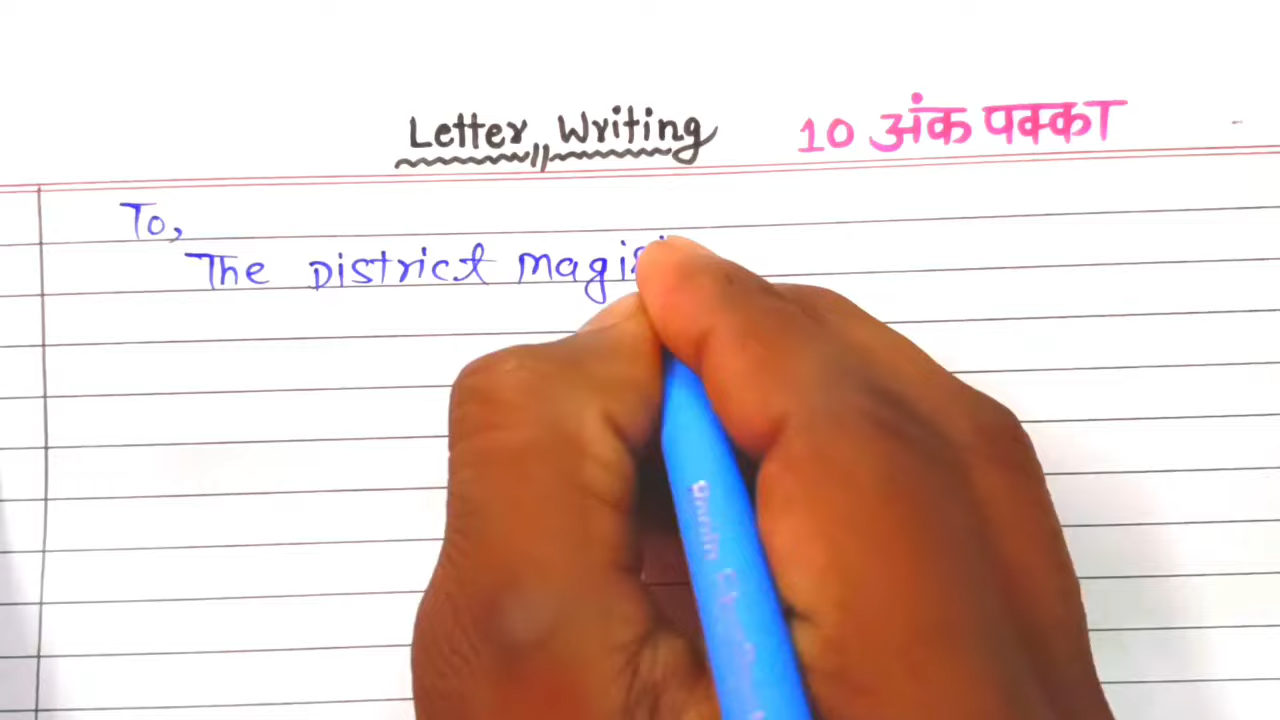 Letter Writing 10 अंक पक्का
To,
The District